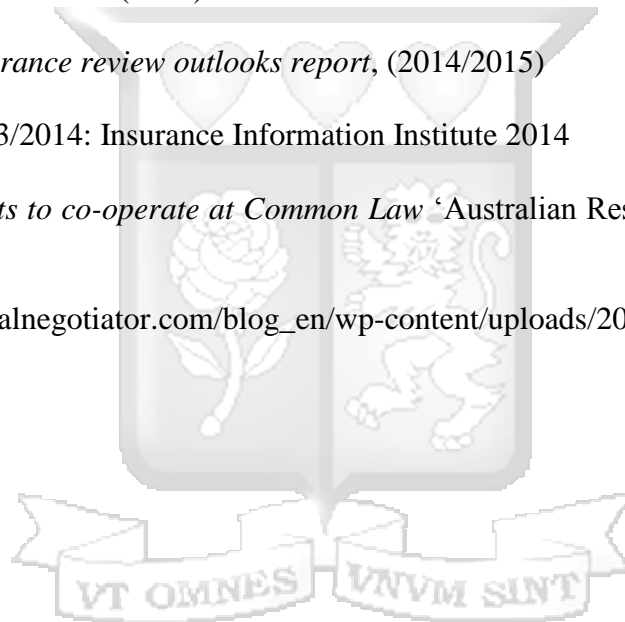 rance review outlooks report, (2014/2015)
3/2014: Insurance Information Institute 2014
ts to co-operate at Common Law ‘Australian Res
alnegotiator.com/blog_en/wp-content/uploads/20
VT OMNES VNVM SINT